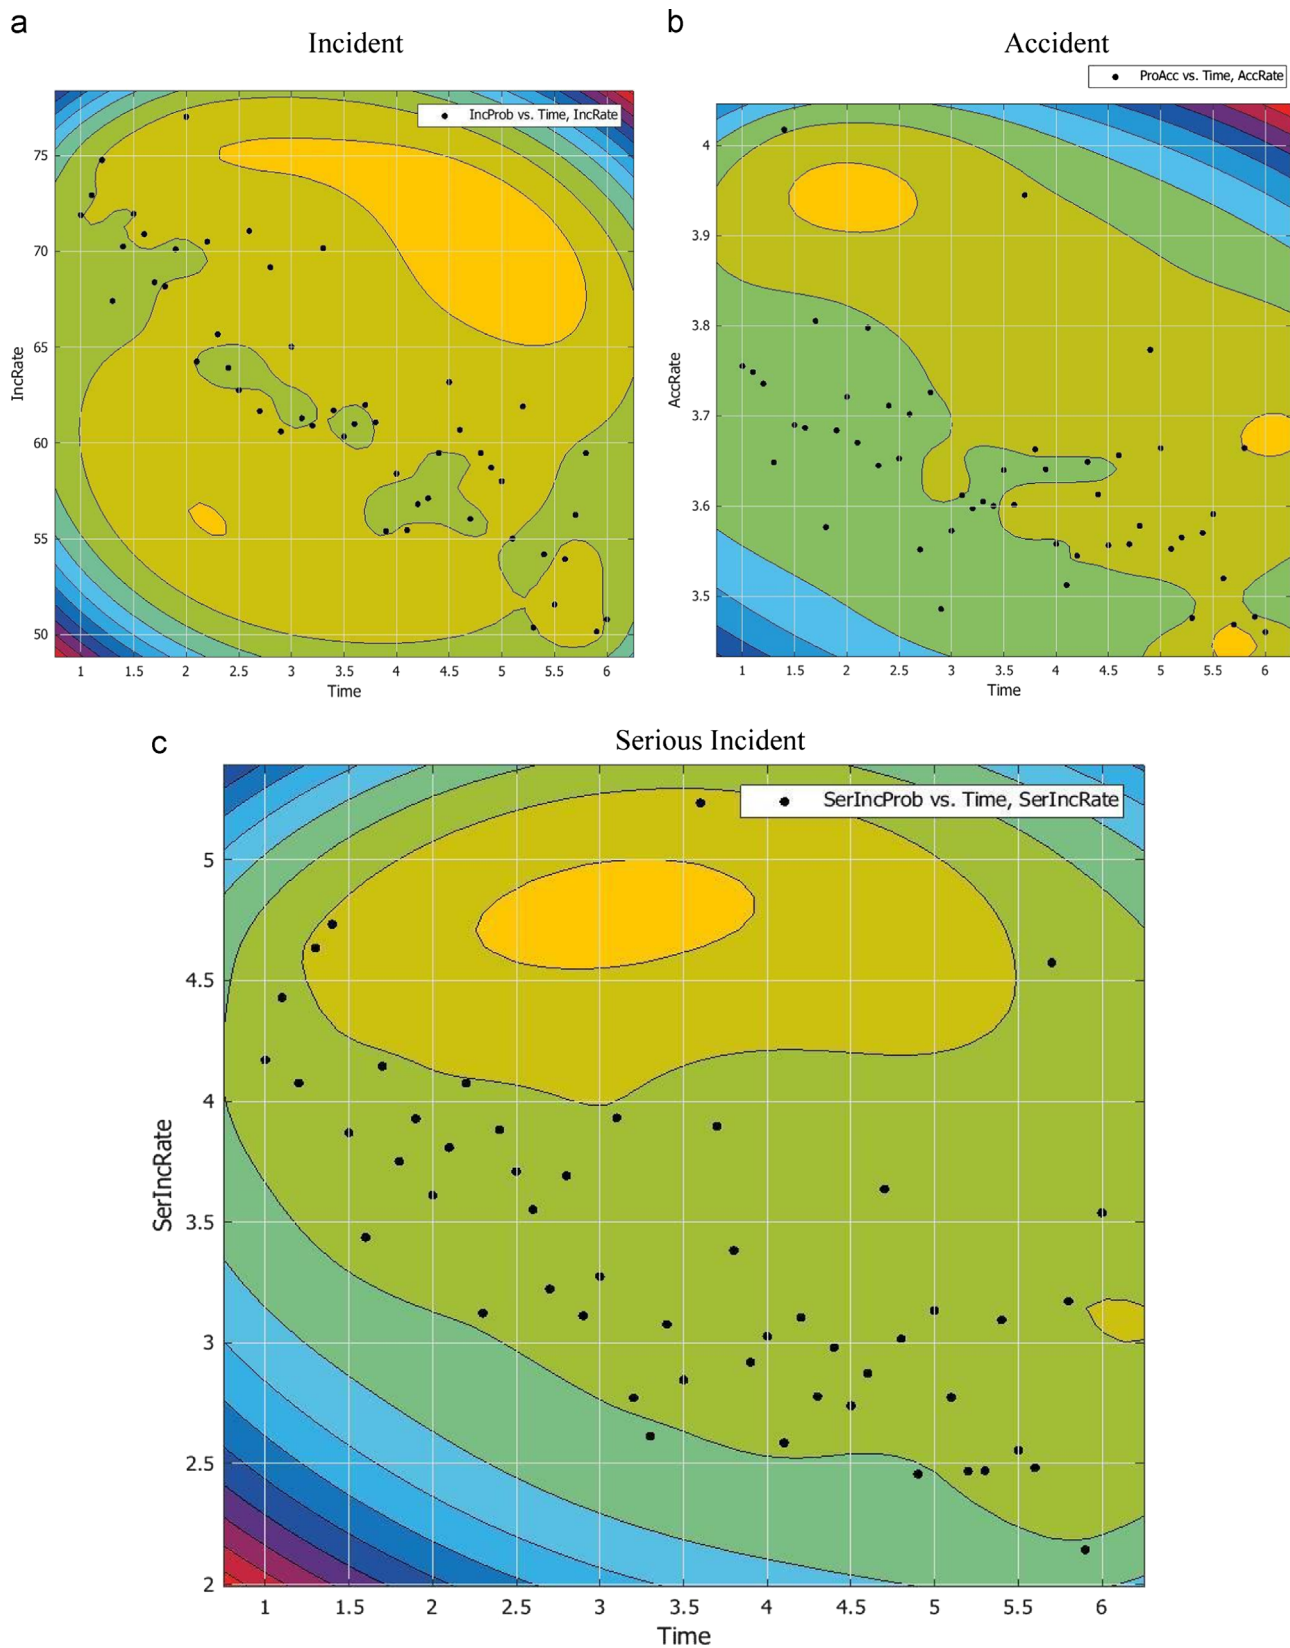 a
Incident
IncProb vs. Time, IncRate
75
70
65
60
55
50
IncRate
1 1.5 2 2.5 3 3.5 4 4.5 5 5.5 6
Time
b
Accident
ProAcc vs. Time, AccRate
4
3.9
3.8
3.7
3.6
3.5
AccRate
1 1.5 2 2.5 3 3.5 4 4.5 5 5.5 6
Time
c
Serious Incident
SerIncProb vs. Time, SerIncRate
5
4.5
4
3.5
3
2.5
2
SerIncRate
1 1.5 2 2.5 3 3.5 4 4.5 5 5.5 6
Time